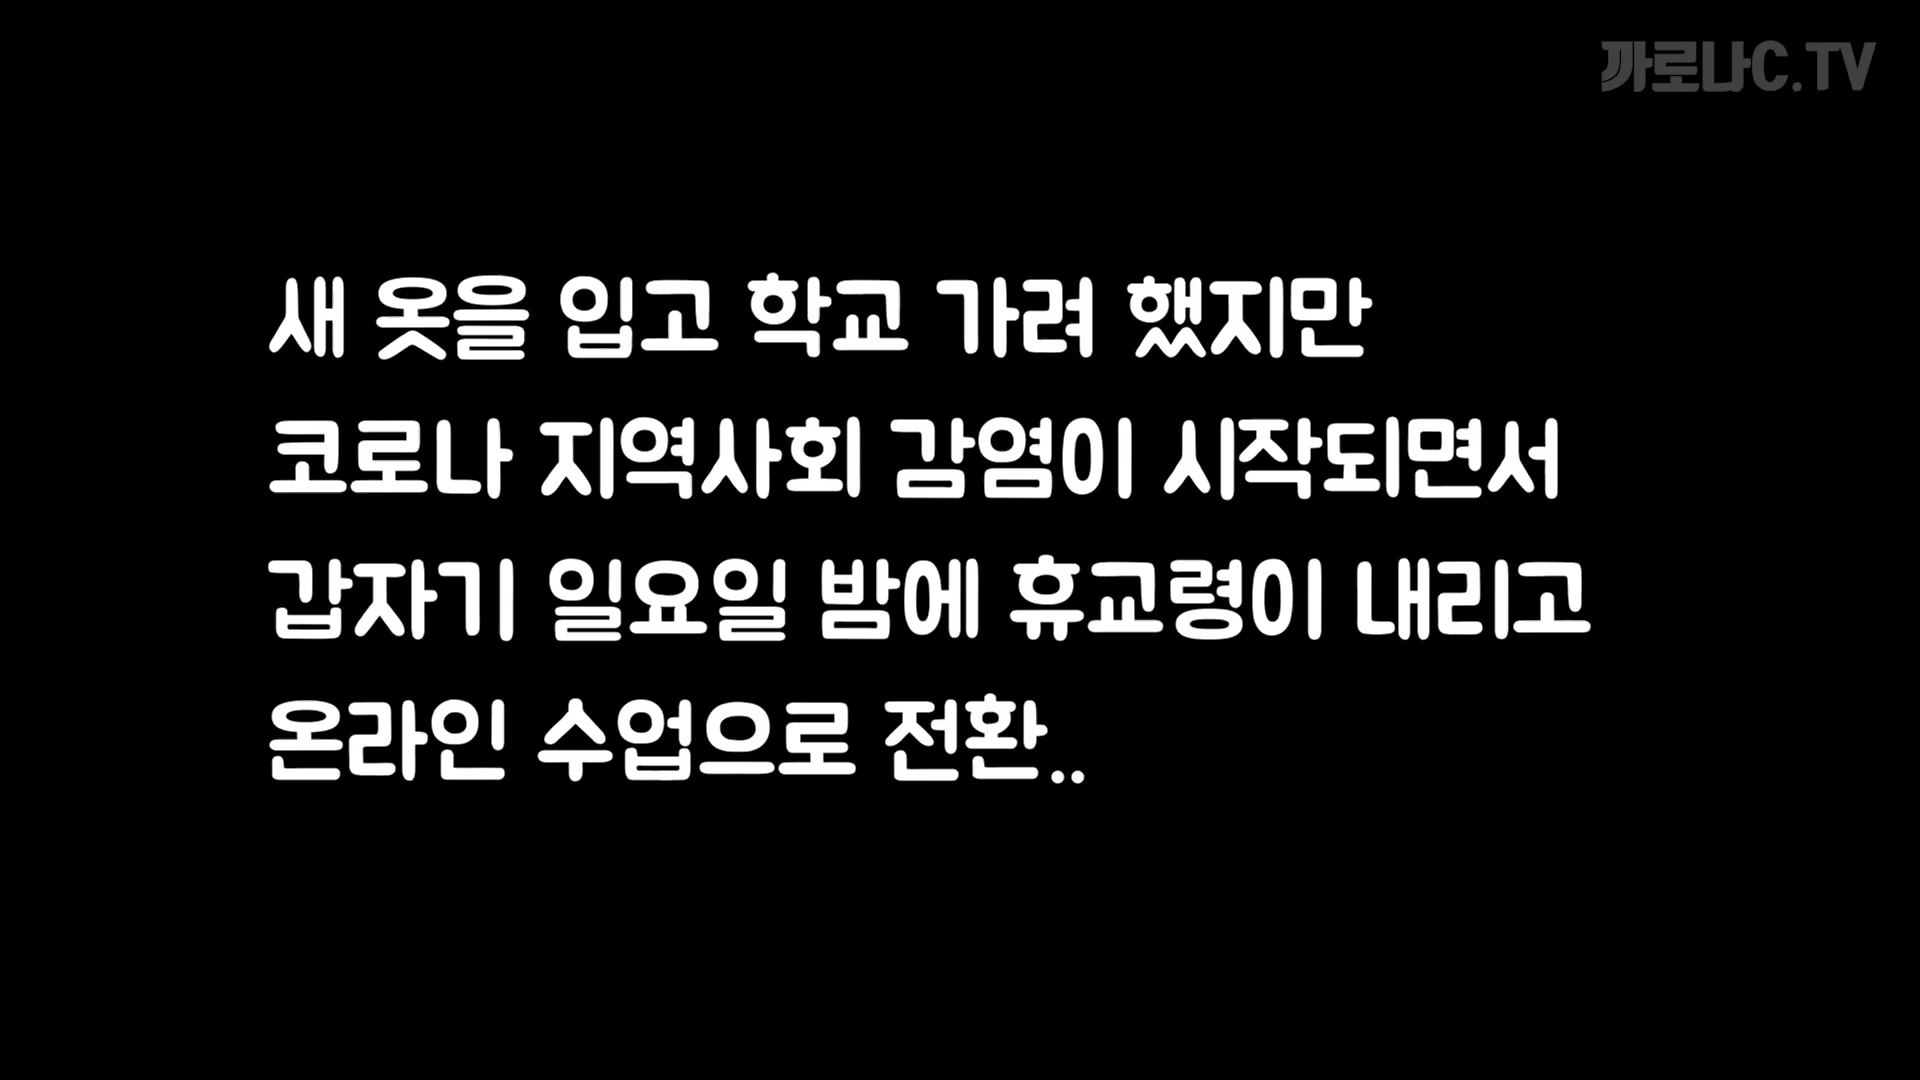 까로나C.TV
새 옷을 입고 학교 가려 했지만
코로나 지역사회 감염이 시작되면서
갑자기 일요일 밤에 휴교령이 내리고
온라인 수업으로 전환..